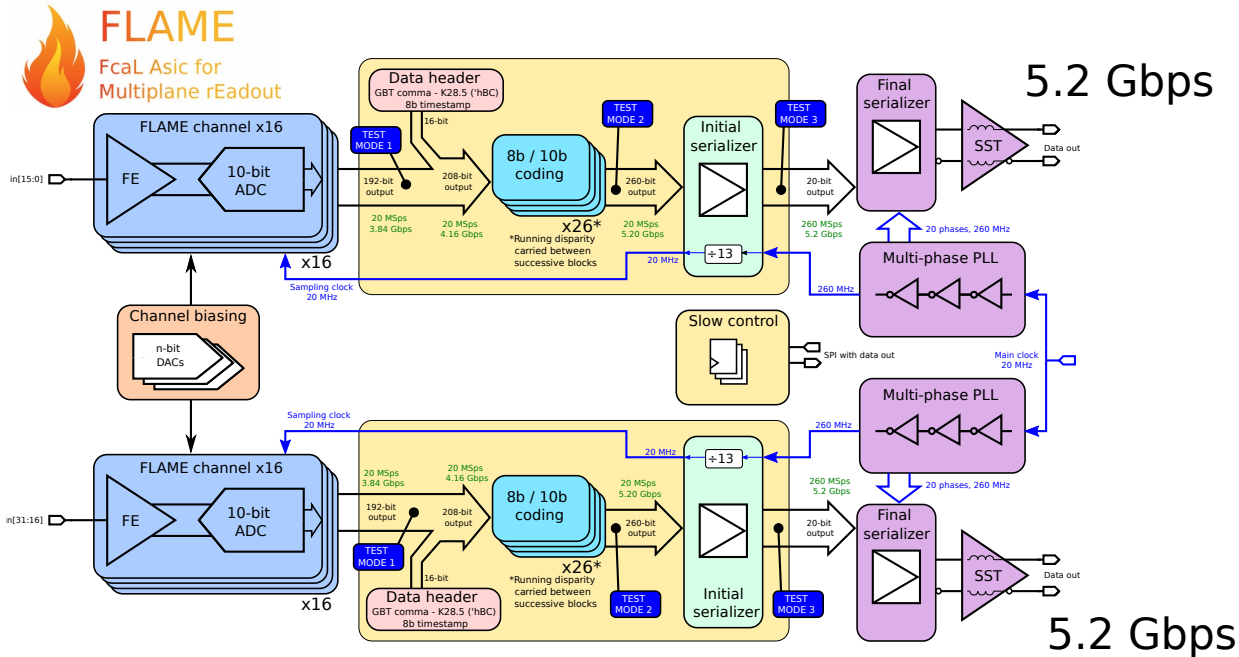 FLAME
FcaL Asic for
Multiplane rEadout
5.2 Gbps
FLAME channel x16
FE
10-bit
ADC
in[15:0]
x16
Data header
GBT comma - K28.5 ('hBC)
8b timestamp
16-bit
TEST
MODE 1
192-bit
output
208-bit
output
20 MSps
3.84 Gbps
20 MSps
4.16 Gbps
8b / 10b
coding
x26*
*Running disparity
carried between
successive blocks
TEST
MODE 2
260-bit
output
20 MSps
5.20 Gbps
Initial
serializer
÷13
20 MHz
TEST
MODE 3
20-bit
output
260 MSps
5.2 Gbps
Final
serializer
SST
Data out
20 phases, 260 MHz
Multi-phase PLL
260 MHz
Sampling clock
20 MHz
Channel biasing
n-bit
DACs
Slow control
SPI with data out
Main clock
20 MHz
Sampling clock
20 MHz
FLAME channel x16
FE
10-bit
ADC
in[31:16]
x16
20 MSps
3.84 Gbps
20 MSps
4.16 Gbps
192-bit
output
208-bit
output
TEST
MODE 1
16-bit
Data header
GBT comma - K28.5 ('hBC)
8b timestamp
8b / 10b
coding
x26*
*Running disparity
carried between
successive blocks
20 MSps
5.20 Gbps
260-bit
output
TEST
MODE 2
20 MHz
÷13
Initial
serializer
260 MHz
260 MSps
5.2 Gbps
20-bit
output
TEST
MODE 3
Multi-phase PLL
20 phases, 260 MHz
Final
serializer
SST
Data out
5.2 Gbps